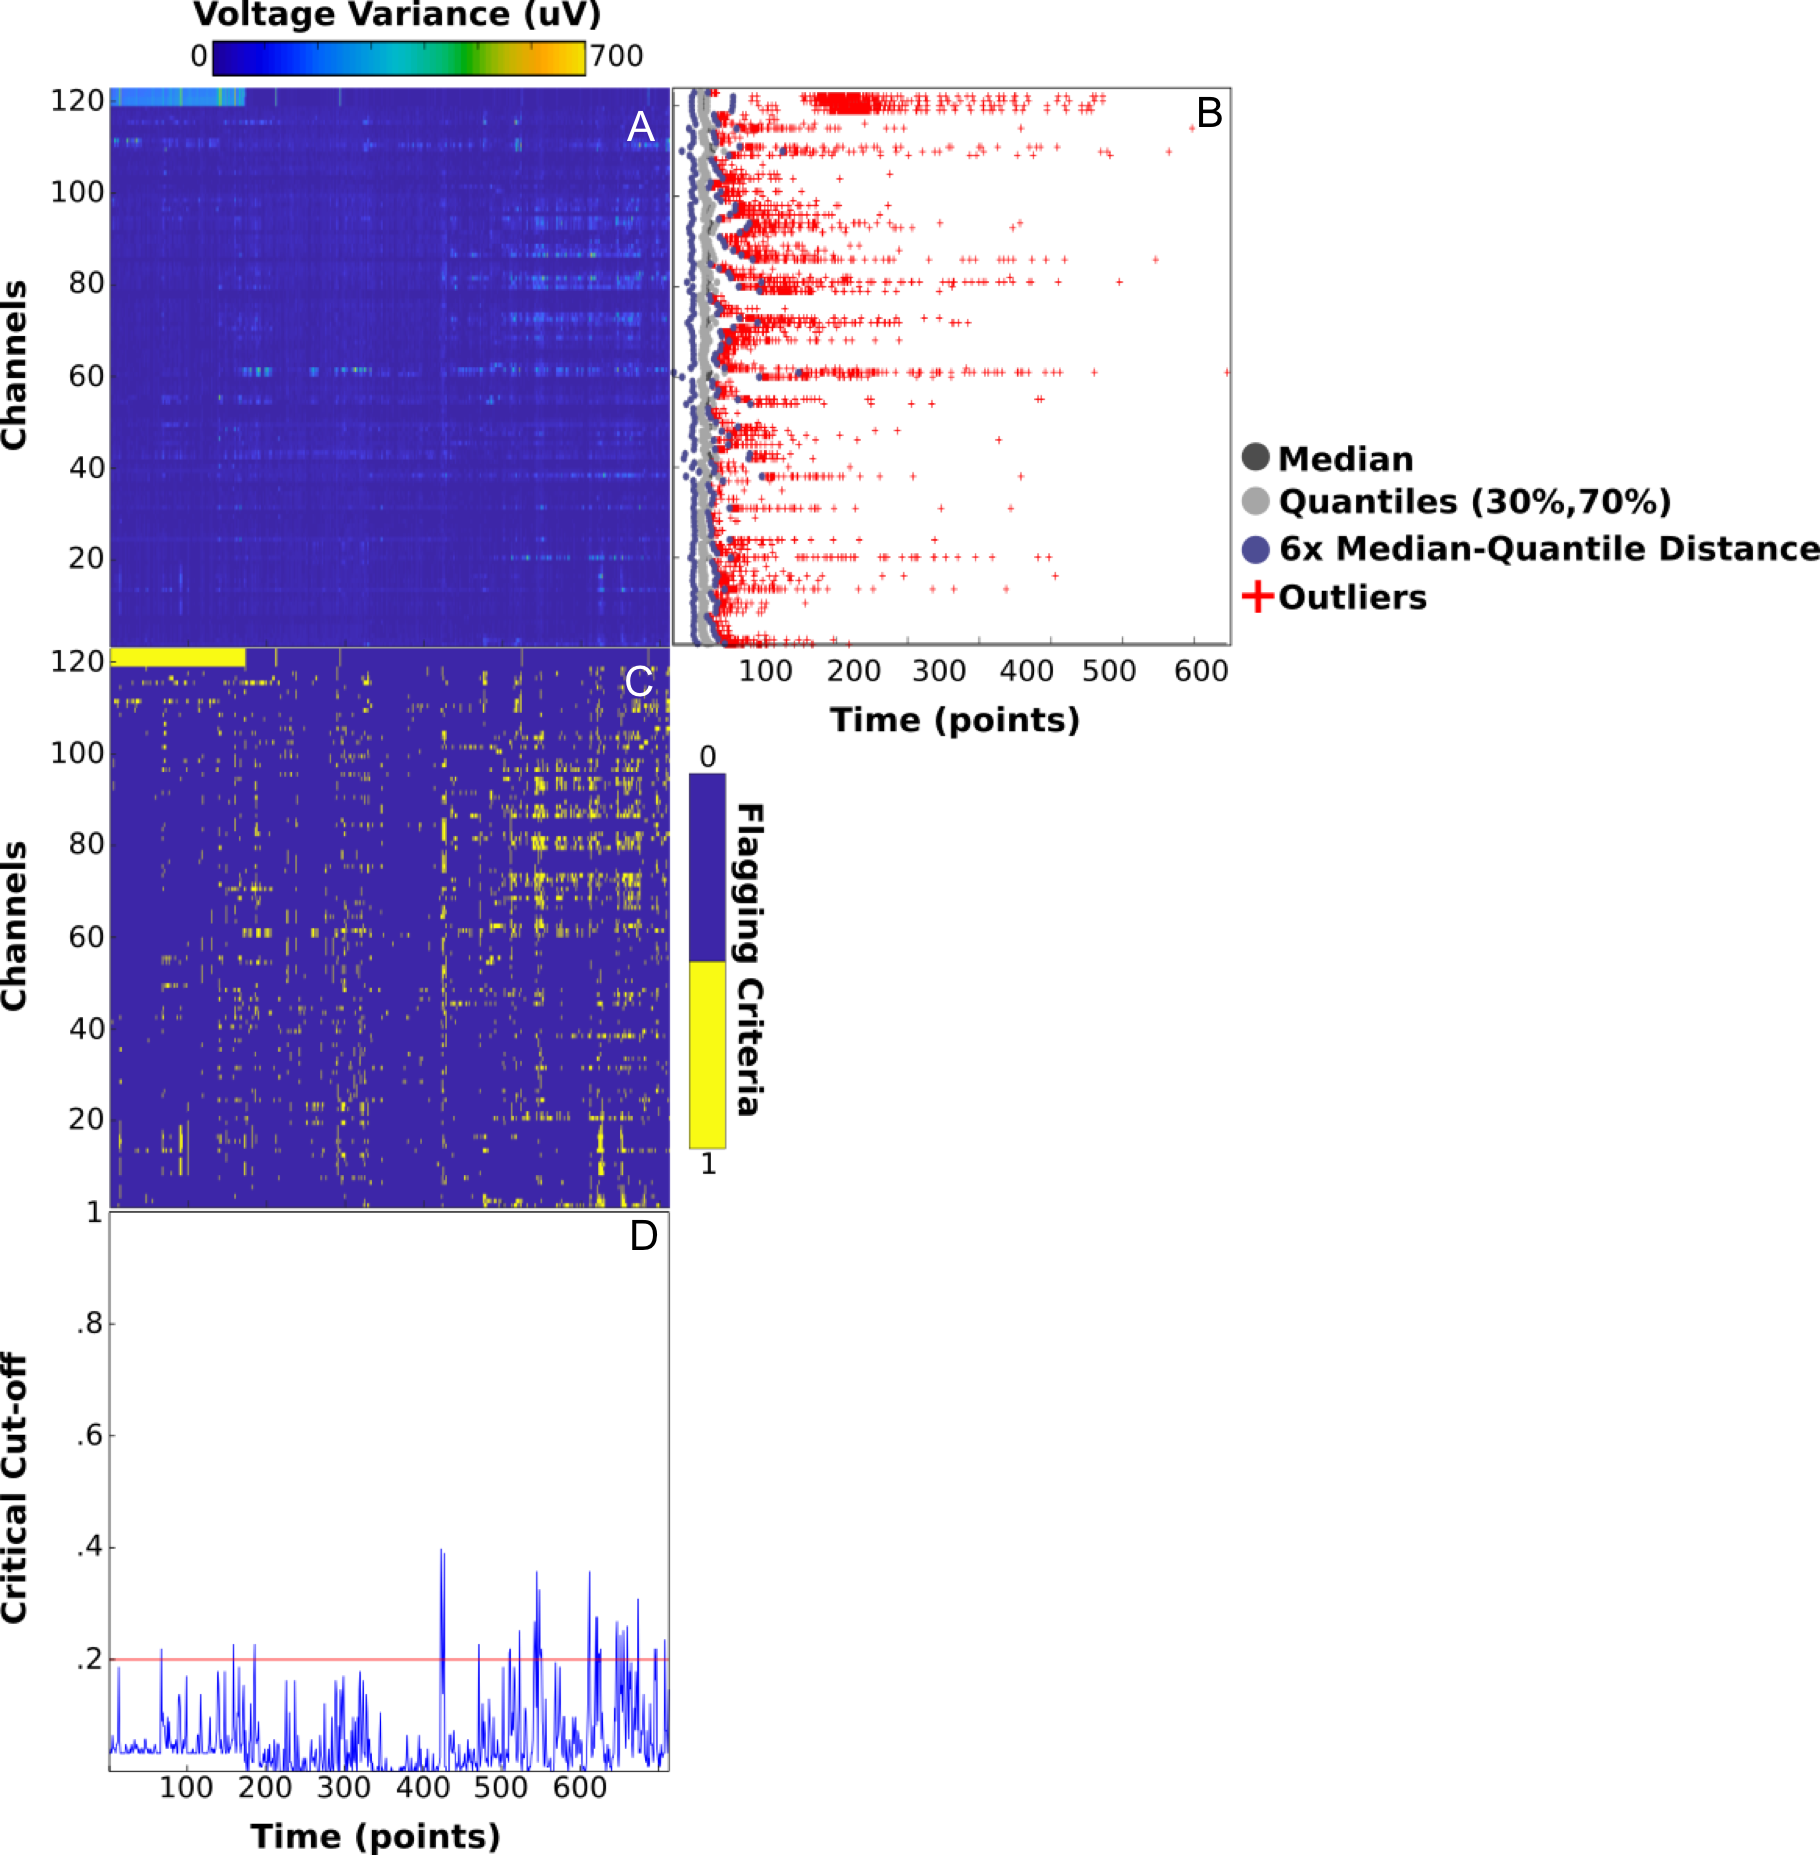 Voltage Variance (uV)
0 700
A
120
100
80
60
40
20
Channels
B
100 200 300 400 500 600
Time (points)
Median
Quantiles (30%,70%)
6x Median-Quantile Distance
Outliers
C
120
100
80
60
40
20
1
Channels
0
Flagging Criteria
1
D
.8
.6
.4
.2
Critical Cut-off
100 200 300 400 500 600
Time (points)